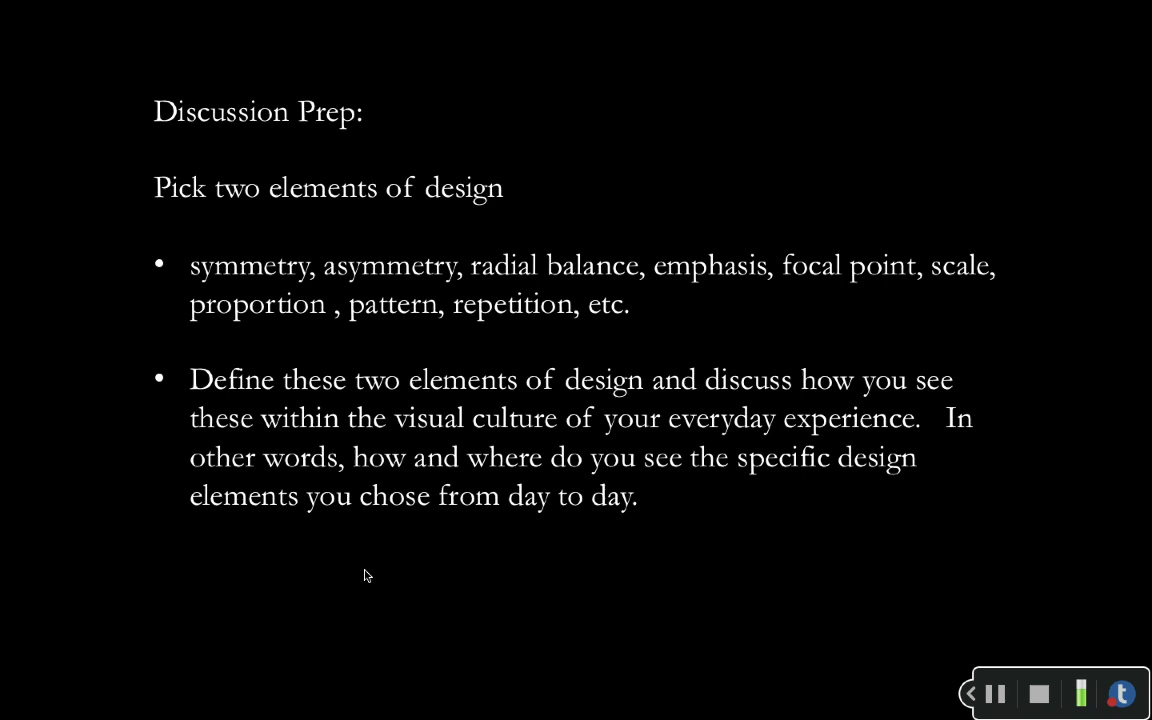 Discussion Prep:
Pick two elements of design
• symmetry, asymmetry, radial balance, emphasis, focal point, scale,
proportion , pattern, repetition, etc.
• Define these two elements of design and discuss how you see
these within the visual culture of your everyday experience.   In
other words, how and where do you see the specific design
elements you chose from day to day.
t